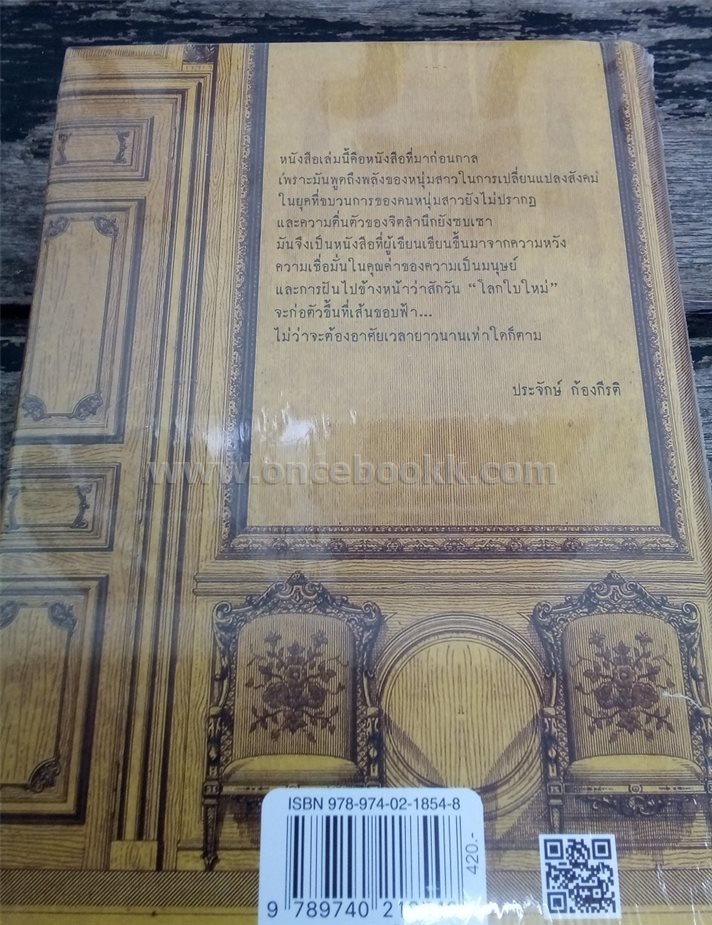 หนังสือเล่มนี้คือหนังสือที่มาก่อนกาล
เพราะมันพูดถึงพลังของหนุ่มสาวในการเปลี่ยนแปลงสังคม
ในยุคที่ขบวนการของคนหนุ่มสาวยังไม่ปรากฏ
และความตื่นตัวของจิตสำนึกยังซบเซา
มันจึงเป็นหนังสือที่ผู้เขียนเขียนขึ้นมาจากความหวัง
ความเชื่อมั่นในคุณค่าของความเป็นมนุษย์
และการฝันไปข้างหน้าว่าสักวัน “โลกใบใหม่”
จะก่อตัวขึ้นที่เส้นขอบฟ้า...
ไม่ว่าจะต้องอาศัยเวลายาวนานเท่าใดก็ตาม
ประจักษ์ ก้องกีรติ
www.oncebookk.com
ISBN 978-974-02-1854-8
420.-
9 789740